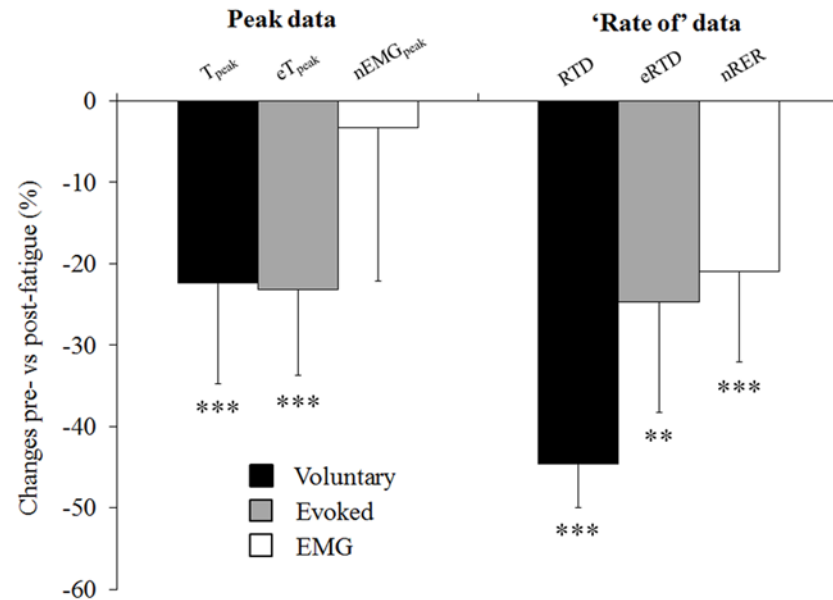 Peak data
'Rate of' data
Tpeak
eTpeak
nEMGpeak
RTD
eRTD
nRER
Changes pre- vs post-fatigue (%)
0
-10
-20
-30
-40
-50
-60
***
***
***
**
***
Voluntary
Evoked
EMG